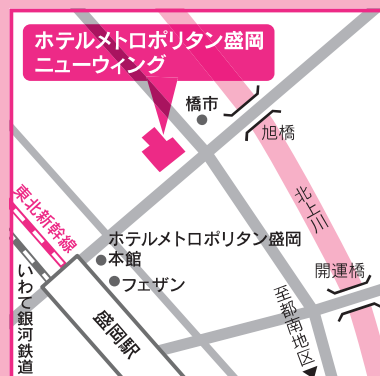 ホテルメトロポリタン盛岡
ニューウィング
橋市
旭橋
北上川
東北新幹線
ホテルメトロポリタン盛岡
本館
フェザン
開運橋
いわて銀河鉄道
盛岡駅
至都南地区